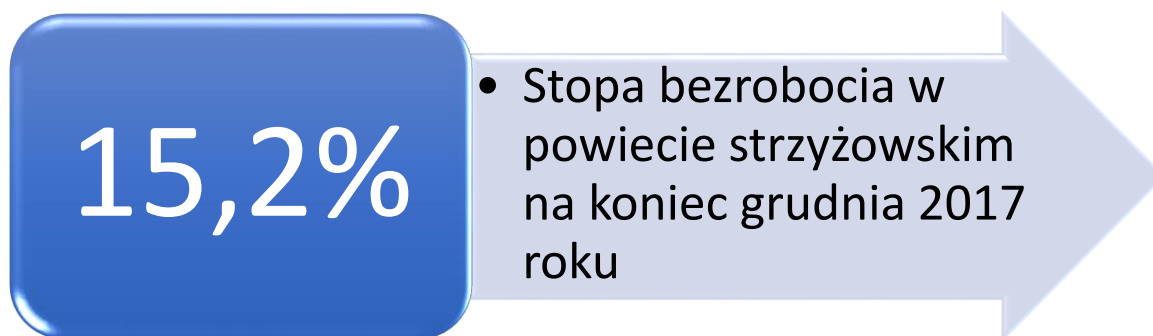 15,2%
• Stopa bezrobocia w
powiecie strzyżowskim
na koniec grudnia 2017
roku